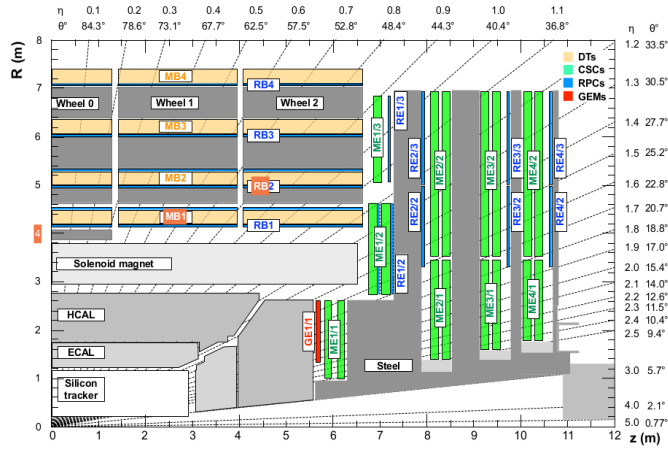 η 0.1 0.2 0.3 0.4 0.5 0.6 0.7 0.8 0.9 1.0 1.1 η θ°
θ° 84.3° 78.6° 73.1° 67.7° 62.5° 57.5° 52.8° 48.4° 44.3° 40.4° 36.8°
R (m)
8
7
6
5
4
3
2
1
0
1.2 33.5°
1.3 30.5°
1.4 27.7°
1.5 25.2°
1.6 22.8°
1.7 20.7°
1.8 18.8°
1.9 17.0°
2.0 15.4°
2.1 14.0°
2.2 12.6°
2.3 11.5°
2.4 10.4°
2.5 9.4°
3.0 5.7°
4.0 2.1°
5.0 0.77°
DTs
CSCs
RPCs
GEMs
MB4
RB4
Wheel 0
Wheel 1
Wheel 2
MB3
RB3
MB2
RB2
MB1
RB1
Solenoid magnet
HCAL
ECAL
Silicon
tracker
Steel
GE1/1
ME1/1
ME1/2
ME1/3
RE1/2
RE1/3
ME2/1
ME2/2
RE2/2
RE2/3
ME3/1
ME3/2
RE3/2
RE3/3
ME4/1
ME4/2
RE4/2
RE4/3
0 1 2 3 4 5 6 7 8 9 10 11 12
z (m)